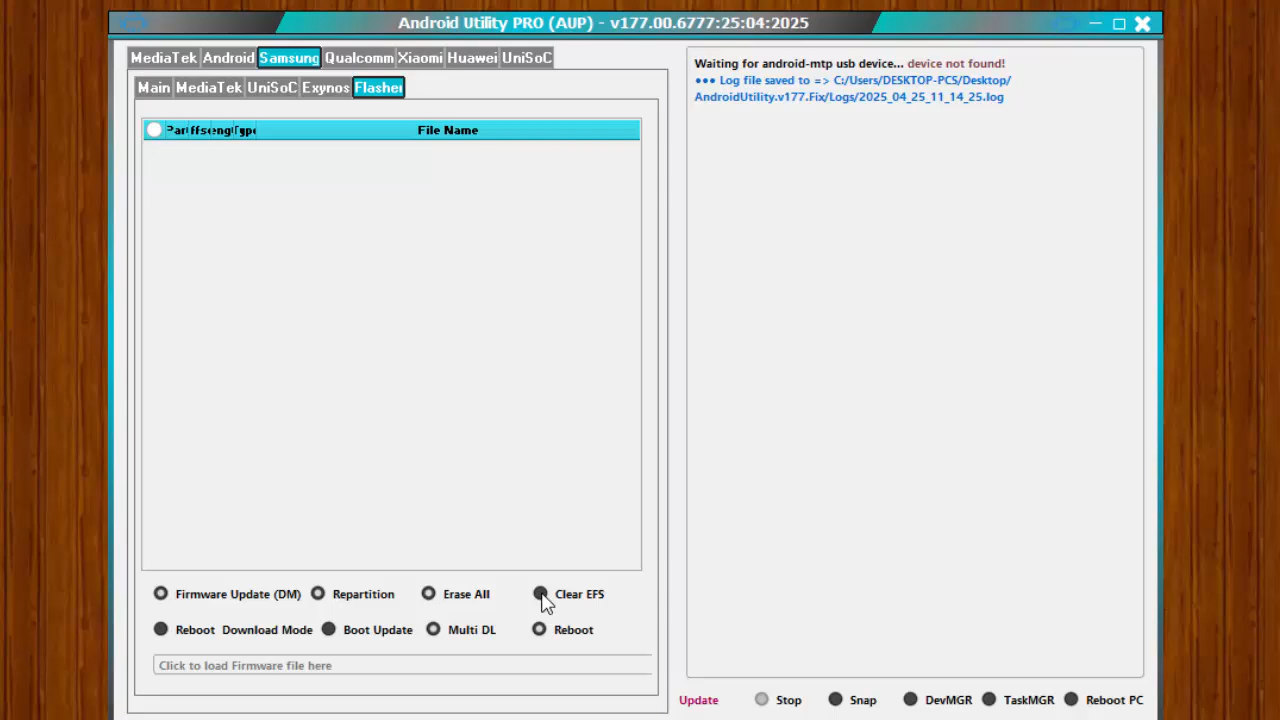 Android Utility PRO (AUP) - v177.00.6777:25:04:2025
MediaTek Android Samsung Qualcomm Xiaomi Huawei UniSoC
Main MediaTek UniSoC Exynos Flasher
File Name
Firmware Update (DM) Repartition Erase All Clear EFS
Reboot Download Mode Boot Update Multi DL Reboot
Click to load Firmware file here
Waiting for android-mtp usb device... device not found!
••• Log file saved to => C:/Users/DESKTOP-PCS/Desktop/
AndroidUtility.v177.Fix/Logs/2025_04_25_11_14_25.log
Update Stop Snap DevMGR TaskMGR Reboot PC